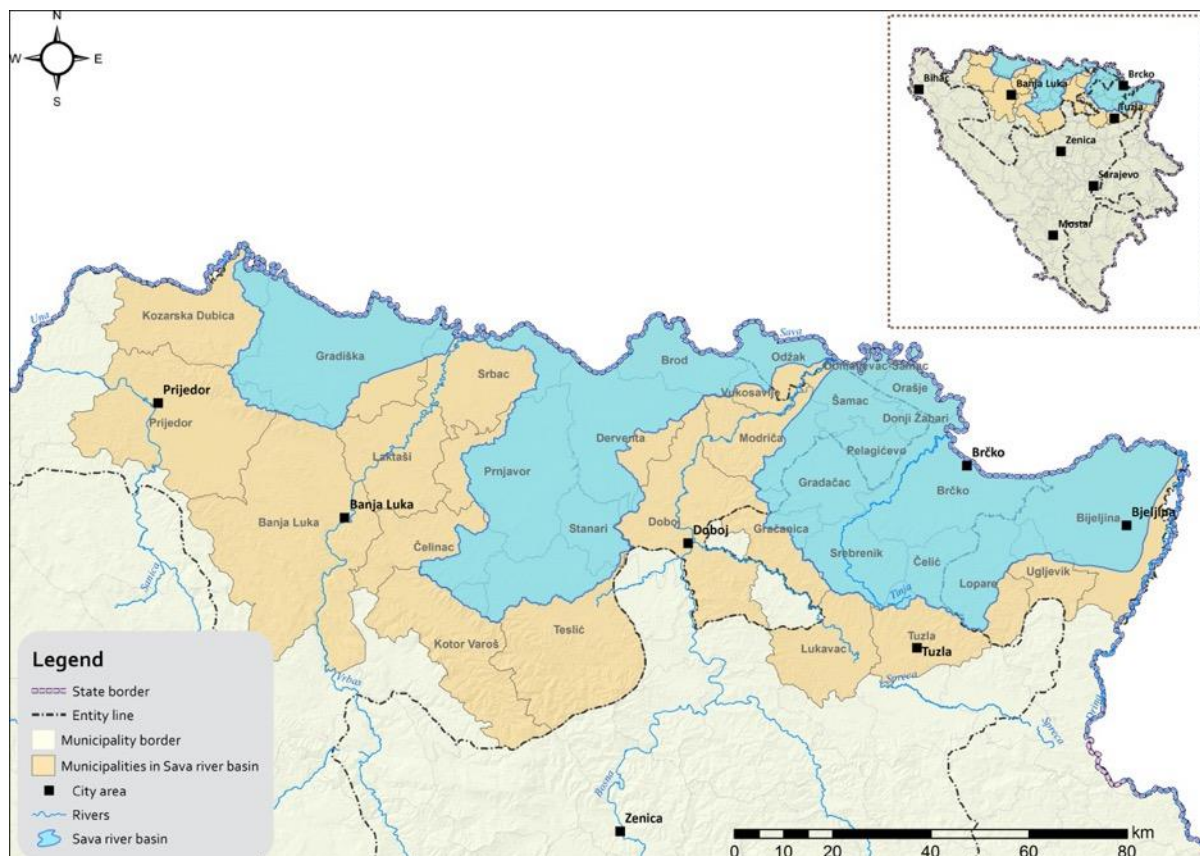 N
W E
S
Bihać
Banja Luka
Brcko
Tuzla
Zenica
Sarajevo
Mostar
Una
Kozarska Dubica
Gradiška
Prijedor
Prijedor
Srbac
Laktaši
Banja Luka
Banja Luka
Čelinac
Prnjavor
Derventa
Stanari
Brod
Sava
Odžak
Vukosavlje
Modriča
Doboj
Doboj
Gračanica
Domaljevac-Šamac
Orašje
Šamac
Donji Žabari
Pelagićevo
Gradačac
Brčko
Brčko
Bijeljina
Bjeljina
Srebrenik
Čelić
Ugljevik
Lopare
Tinja
Tuzla
Tuzla
Lukavac
Teslić
Kotor Varoš
Sanica
Vrbas
Spreca
Spreca
Bosna
Zenica
Legend
State border
Entity line
Municipality border
Municipalities in Sava river basin
City area
Rivers
Sava river basin
km
0 10 20 40 60 80